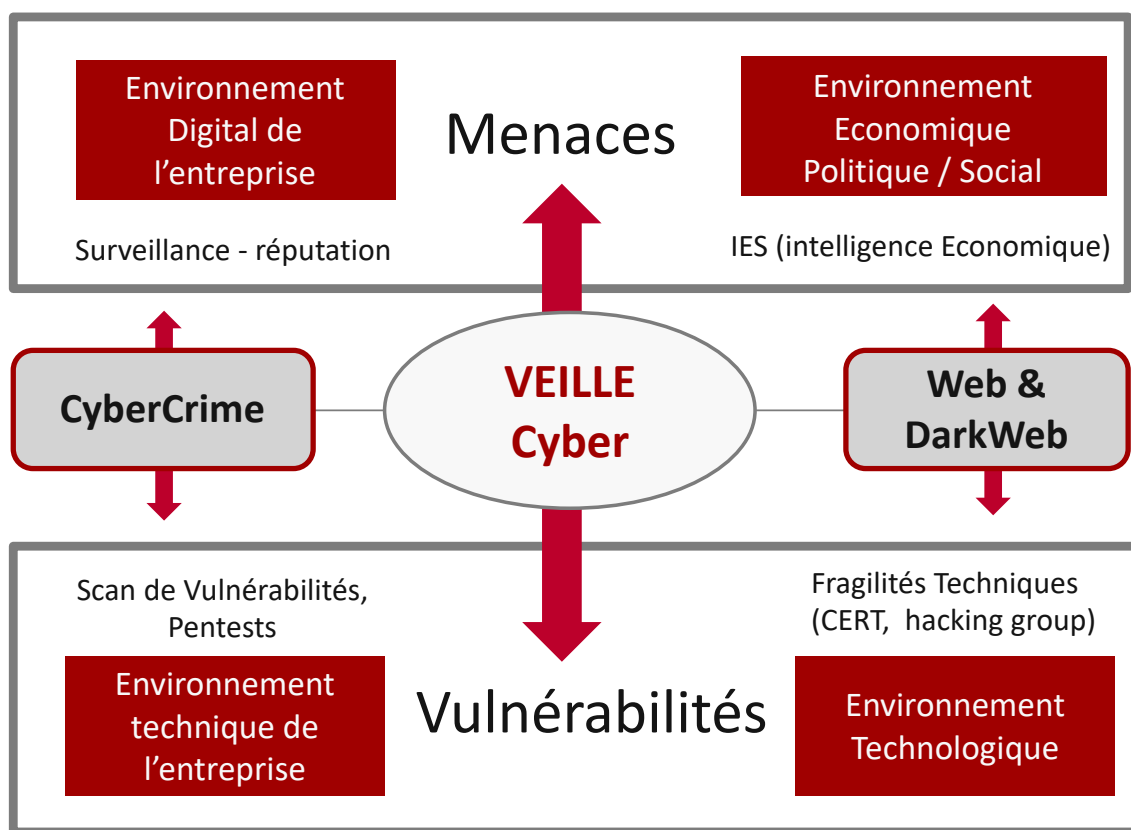 Environnement
Digital de
l’entreprise
Menaces
Environnement
Economique
Politique / Social
Surveillance - réputation
IES (intelligence Economique)
CyberCrime
VEILLE
Cyber
Web &
DarkWeb
Scan de Vulnérabilités,
Pentests
Fragilités Techniques
(CERT,  hacking group)
Environnement
technique de
l’entreprise
Vulnérabilités
Environnement
Technologique